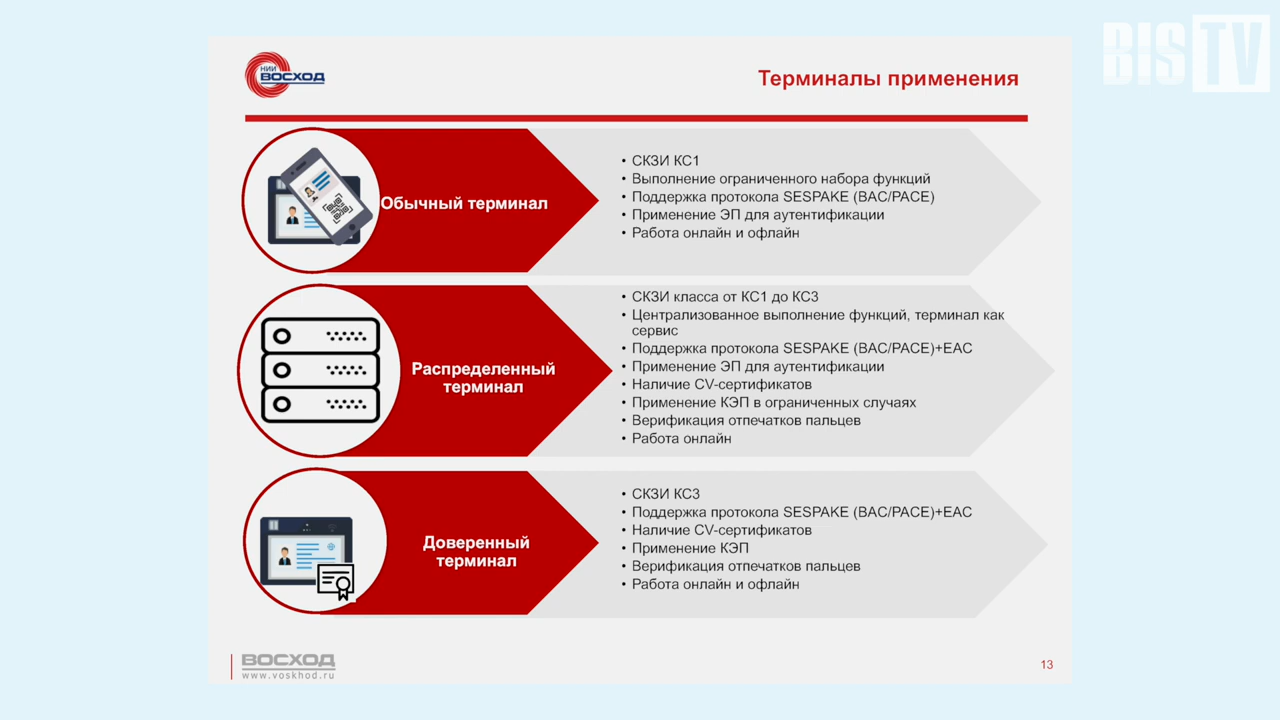 BIS TV
НИИ
ВОСХОД
Терминалы применения
Обычный терминал
• СКЗИ КС1
• Выполнение ограниченного набора функций
• Поддержка протокола SESPAKE (BAC/PACE)
• Применение ЭП для аутентификации
• Работа онлайн и офлайн
Распределенный
терминал
• СКЗИ класса от КС1 до КС3
• Централизованное выполнение функций, терминал как
сервис
• Поддержка протокола SESPAKE (BAC/PACE)+EAC
• Применение ЭП для аутентификации
• Наличие CV-сертификатов
• Применение КЭП в ограниченных случаях
• Верификация отпечатков пальцев
• Работа онлайн
Доверенный
терминал
• СКЗИ КС3
• Поддержка протокола SESPAKE (BAC/PACE)+EAC
• Наличие CV-сертификатов
• Применение КЭП
• Верификация отпечатков пальцев
• Работа онлайн и офлайн
ВОСХОД
www.voskhod.ru
13